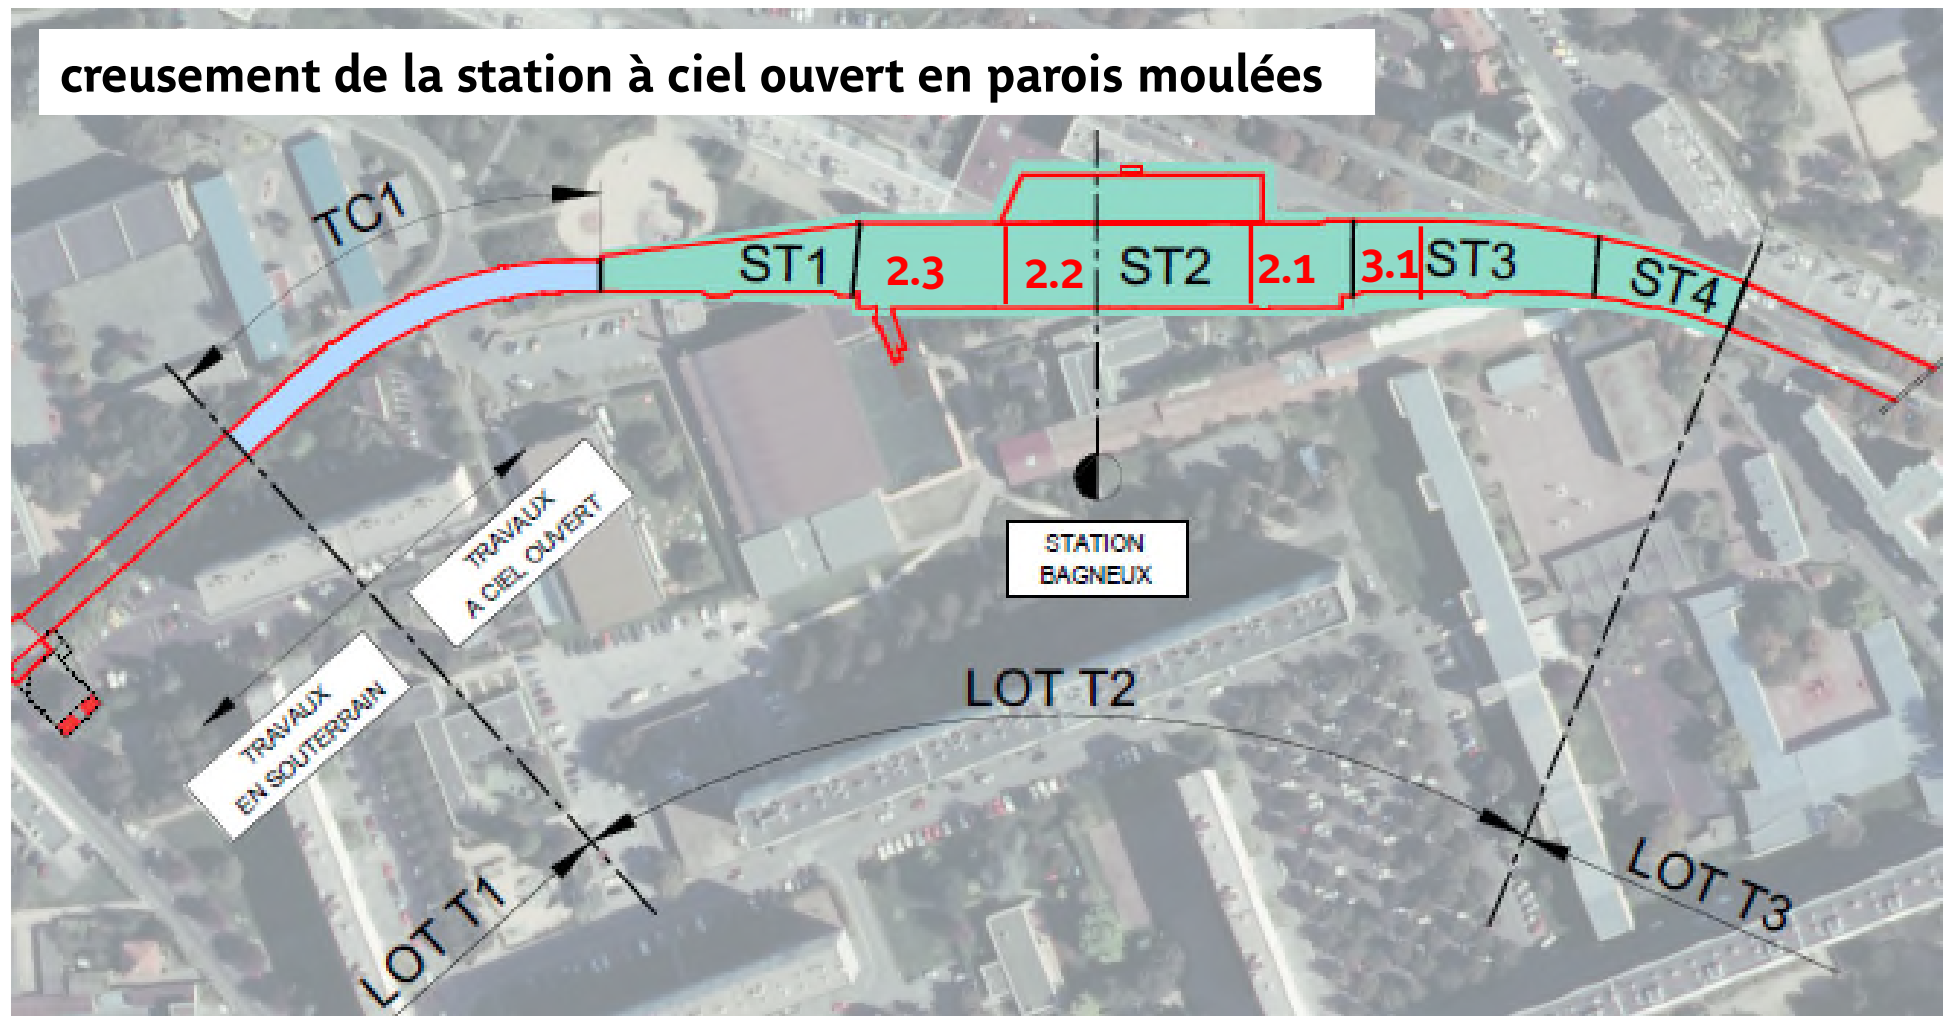 creusement de la station à ciel ouvert en parois moulées
TC1
ST1
2.3
2.2
ST2
2.1
3.1
ST3
ST4
TRAVAUX
A CIEL OUVERT
TRAVAUX
EN SOUTERRAIN
STATION
BAGNEUX
LOT T2
LOT T1
LOT T3